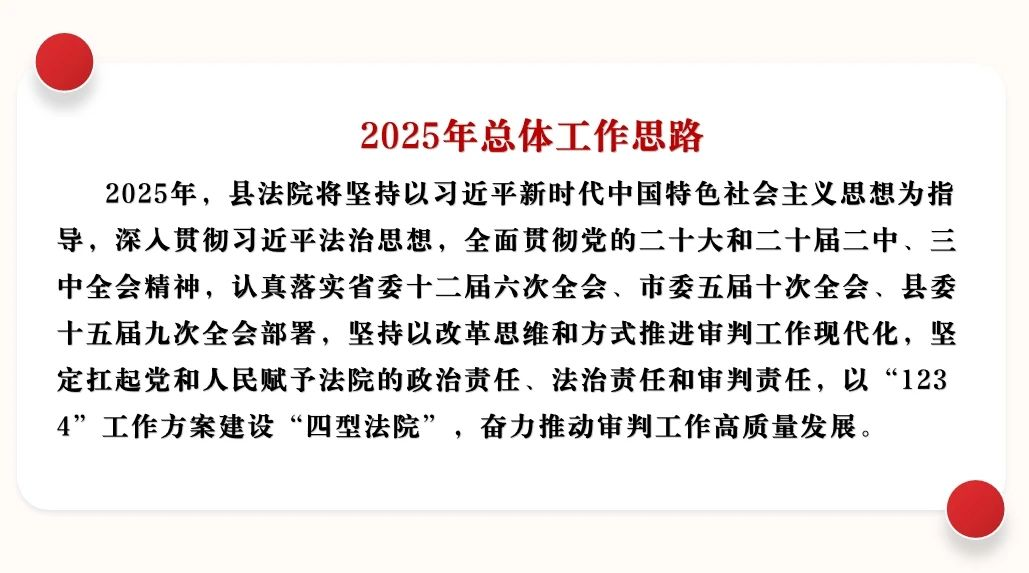 2025年总体工作思路
2025年，县法院将坚持以习近平新时代中国特色社会主义思想为指
导，深入贯彻习近平法治思想，全面贯彻党的二十大和二十届二中、三
中全会精神，认真落实省委十二届六次全会、市委五届十次全会、县委
十五届九次全会部署，坚持以改革思维和方式推进审判工作现代化，坚
定扛起党和人民赋予法院的政治责任、法治责任和审判责任，以“123
4”工作方案建设“四型法院”，奋力推动审判工作高质量发展。